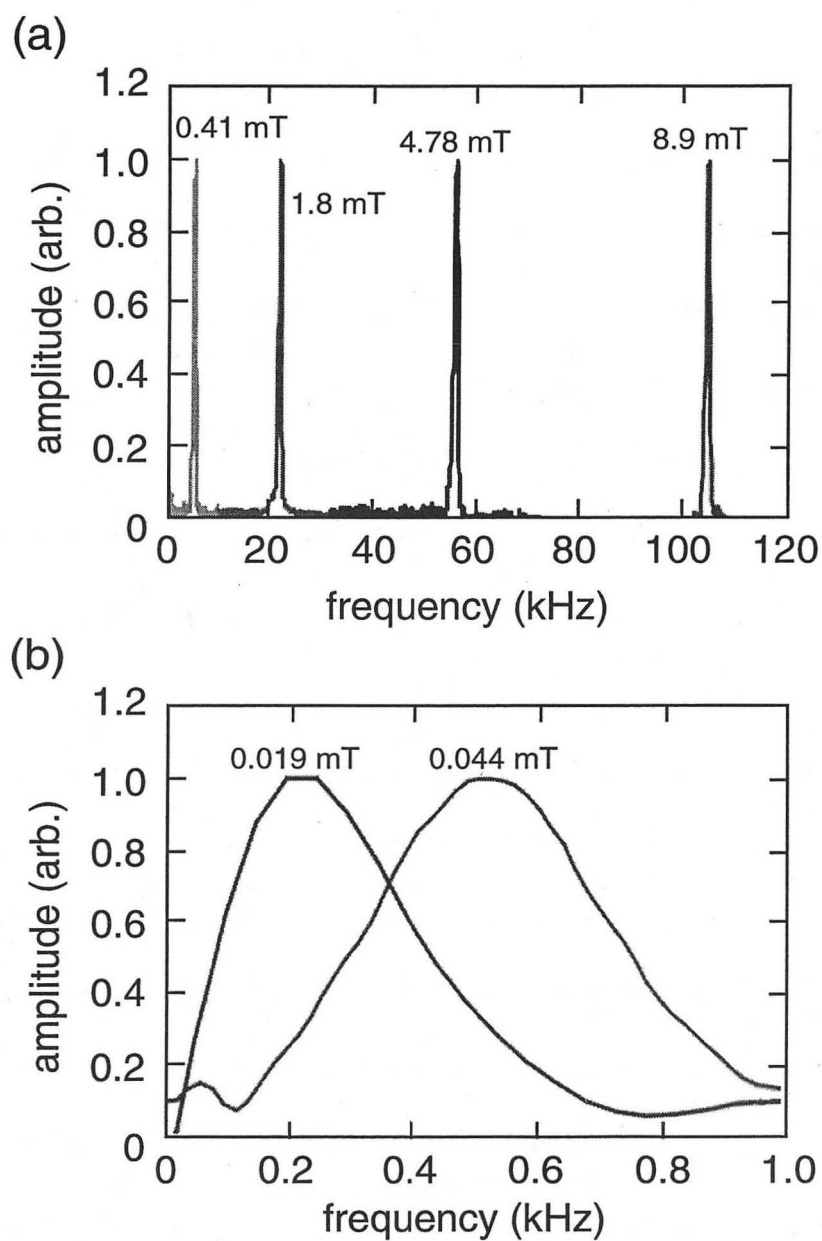 (a)
1.2
0.41 mT
4.78 mT
8.9 mT
1.0
1.8 mT
0.8
0.6
0.4
0.2
0
0 20 40 60 80 100 120
amplitude (arb.)
frequency (kHz)
(b)
1.2
0.019 mT
0.044 mT
1.0
0.8
0.6
0.4
0.2
0
0 0.2 0.4 0.6 0.8 1.0
amplitude (arb.)
frequency (kHz)